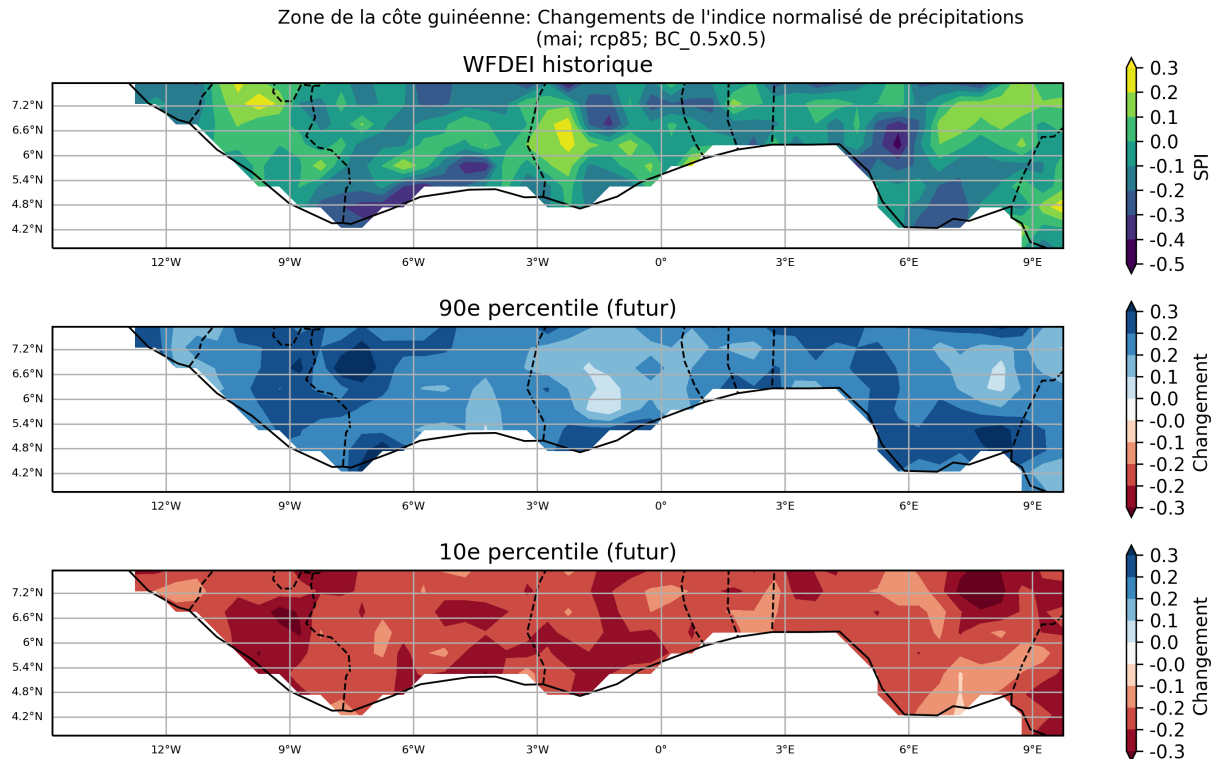 Zone de la côte guinéenne: Changements de l'indice normalisé de précipitations
(mai; rcp85; BC_0.5x0.5)
WFDEI historique
7.2°N
6.6°N
6°N
5.4°N
4.8°N
4.2°N
12°W 9°W 6°W 3°W 0° 3°E 6°E 9°E
0.3
0.2
0.1
0.0
-0.1
-0.2
-0.3
-0.4
-0.5
SPI
90e percentile (futur)
7.2°N
6.6°N
6°N
5.4°N
4.8°N
4.2°N
12°W 9°W 6°W 3°W 0° 3°E 6°E 9°E
0.3
0.2
0.2
0.1
0.0
-0.0
-0.1
-0.2
-0.2
-0.3
Changement
10e percentile (futur)
7.2°N
6.6°N
6°N
5.4°N
4.8°N
4.2°N
12°W 9°W 6°W 3°W 0° 3°E 6°E 9°E
0.3
0.2
0.2
0.1
0.0
-0.0
-0.1
-0.2
-0.2
-0.3
Changement